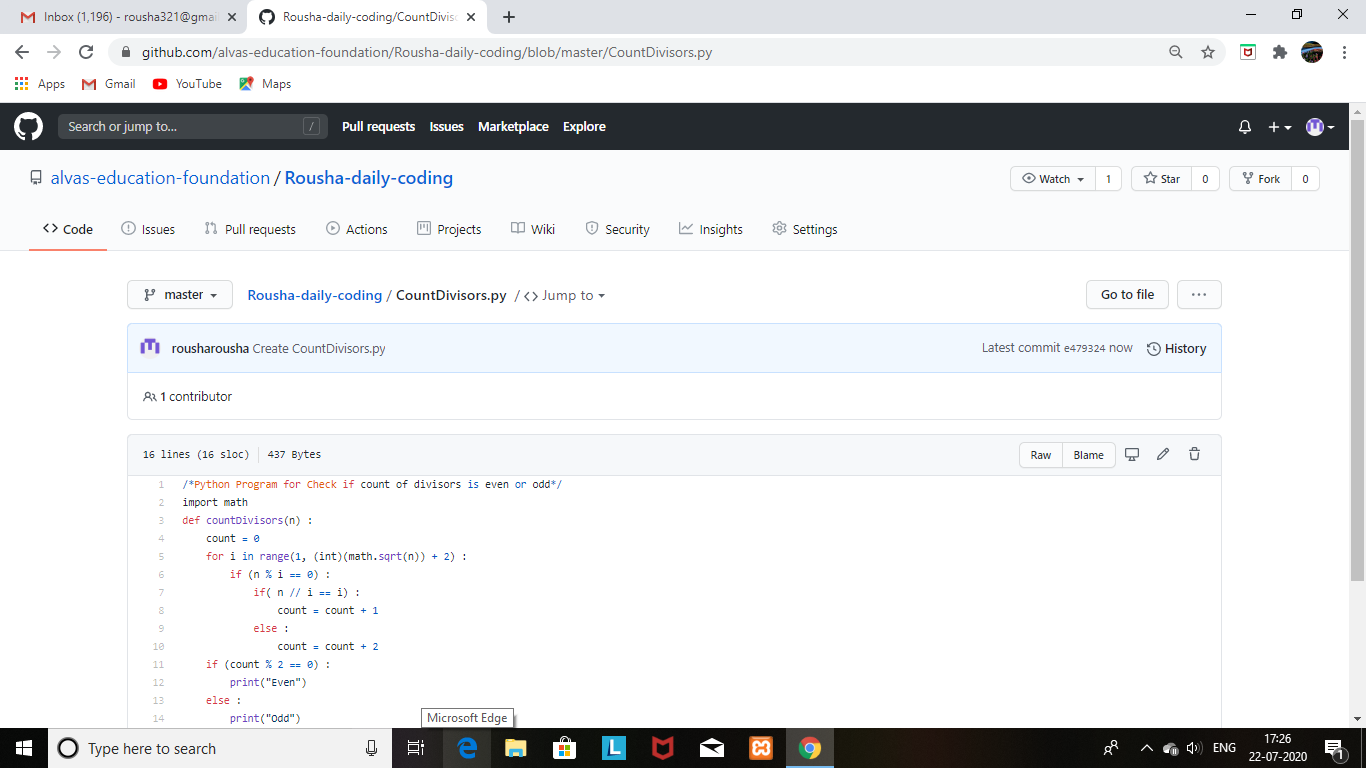 Inbox (1,196) - rousha321@gmai
Rousha-daily-coding/CountDiviso
github.com/alvas-education-foundation/Rousha-daily-coding/blob/master/CountDivisors.py
Apps Gmail YouTube Maps
Search or jump to... / Pull requests Issues Marketplace Explore
alvas-education-foundation / Rousha-daily-coding
Watch 1 Star 0 Fork 0
Code Issues Pull requests Actions Projects Wiki Security Insights Settings
master Rousha-daily-coding / CountDivisors.py / <> Jump to Go to file ...
rousharousha Create CountDivisors.py Latest commit e479324 now History
1 contributor
16 lines (16 sloc) 437 Bytes Raw Blame
1 /*Python Program for Check if count of divisors is even or odd*/
2 import math
3 def countDivisors(n) :
4 count = 0
5 for i in range(1, (int)(math.sqrt(n)) + 2) :
6 if (n % i == 0) :
7 if( n // i == i) :
8 count = count + 1
9 else :
10 count = count + 2
11 if (count % 2 == 0) :
12 print("Even")
13 else :
14 print("Odd")
Microsoft Edge
Type here to search
ENG
17:26
22-07-2020
1